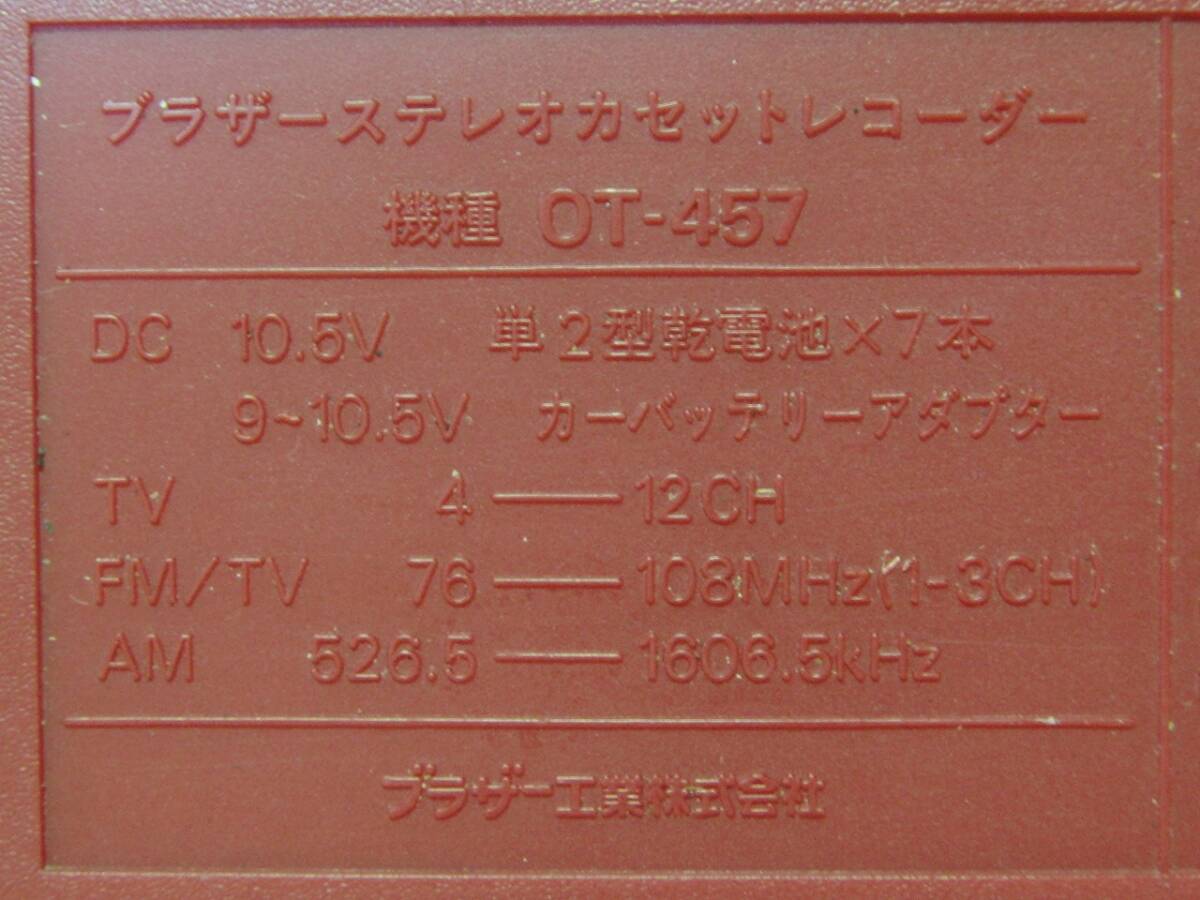 ブラザーステレオカセットレコーダー
機種 OT-457
DC 10.5V 単2型乾電池×7本
9~10.5V カーバッテリーアダプター
TV 4——12CH
FM/TV 76——108MHz(1-3CH)
AM 526.5——1606.5kHz
ブラザー工業株式会社